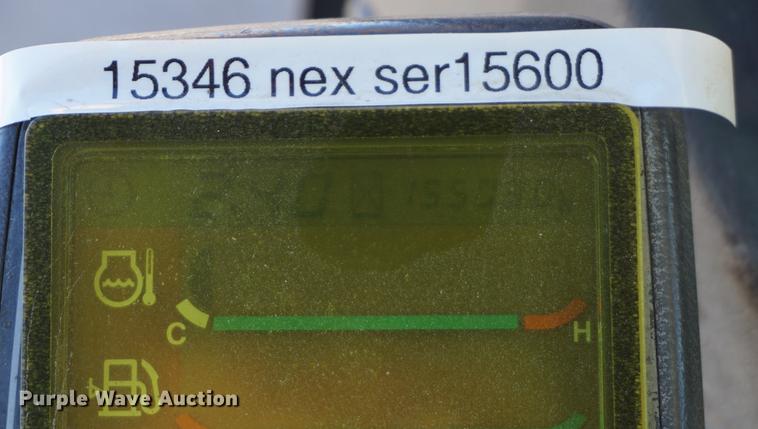 15346 nex ser15600
C H
Purple Wave Auction